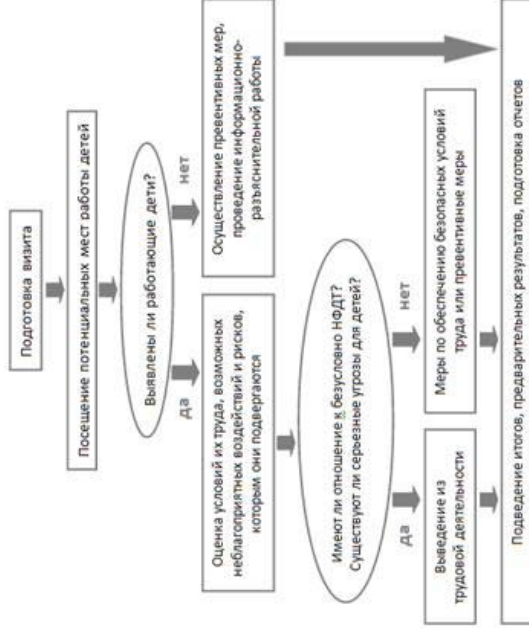 Подготовка визита
Посещение потенциальных мест работы детей
Выявлены ли работающие дети?
да
нет
Оценка условий их труда, возможных
неблагоприятных воздействий и рисков,
которым они подвергаются
Осуществление превентивных мер,
проведение информационно-
разъяснительной работы
Имеют ли отношение к безусловно НФДТ?
Существуют ли серьезные угрозы для детей?
да
нет
Выведение из
трудовой деятельности
Меры по обеспечению безопасных условий
труда или превентивные меры
Подведение итогов, предварительных результатов, подготовка отчетов